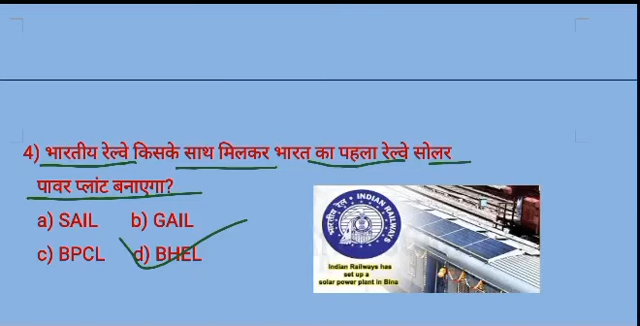 4) भारतीय रेल्वे किसके साथ मिलकर भारत का पहला रेल्वे सोलर
पावर प्लांट बनाएगा?
a) SAIL b) GAIL
c) BPCL d) BHEL
भारतीय रेल INDIAN RAILWAYS
Indian Railways has
set up a
solar power plant in Bina